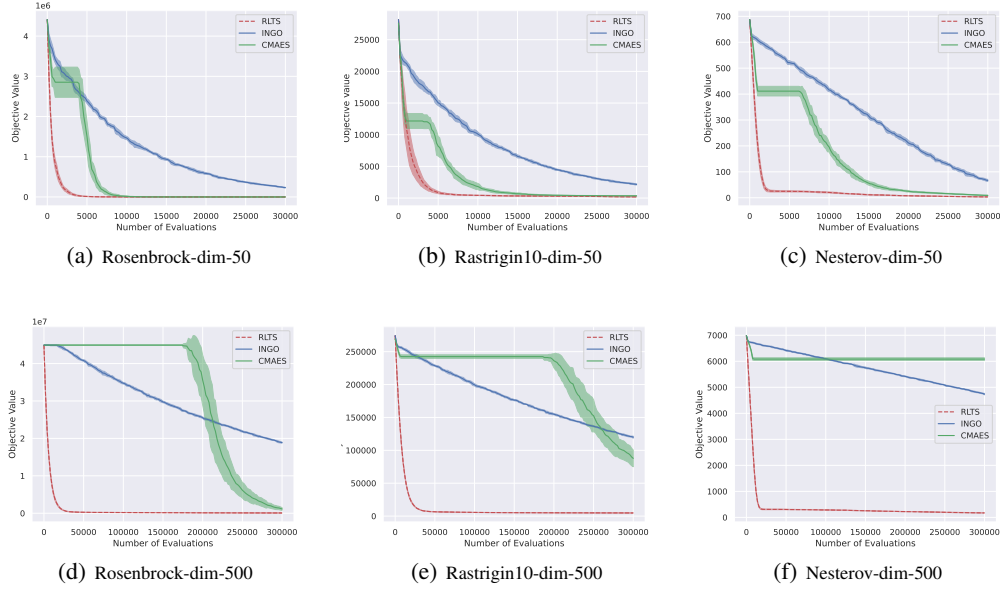 1e6
RLTS
INGO
CMAES
4
3
2
1
0
Objective Value
0 5000 10000 15000 20000 25000 30000
Number of Evaluations
(a) Rosenbrock-dim-50
RLTS
INGO
CMAES
25000
20000
15000
10000
5000
0
Objective Value
0 5000 10000 15000 20000 25000 30000
Number of Evaluations
(b) Rastrigin10-dim-50
RLTS
INGO
CMAES
700
600
500
400
300
200
100
0
Objective Value
0 5000 10000 15000 20000 25000 30000
Number of Evaluations
(c) Nesterov-dim-50
1e7
RLTS
INGO
CMAES
4
3
2
1
0
Objective Value
0 50000 100000 150000 200000 250000 300000
Number of Evaluations
(d) Rosenbrock-dim-500
RLTS
INGO
CMAES
250000
200000
150000
100000
50000
0
0 50000 100000 150000 200000 250000 300000
Number of Evaluations
(e) Rastrigin10-dim-500
7000
6000
5000
4000
3000
2000
1000
0
Objective Value
RLTS
INGO
CMAES
0 50000 100000 150000 200000 250000 300000
Number of Evaluations
(f) Nesterov-dim-500